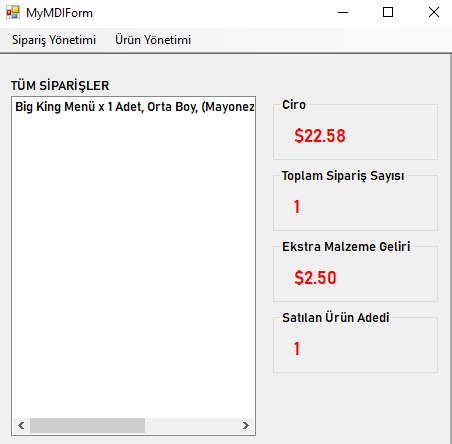 MyMDIForm
Sipariş Yönetimi Ürün Yönetimi
TÜM SİPARİŞLER
Big King Menü x 1 Adet, Orta Boy, (Mayonez
Ciro
$22.58
Toplam Sipariş Sayısı
1
Ekstra Malzeme Geliri
$2.50
Satılan Ürün Adedi
1